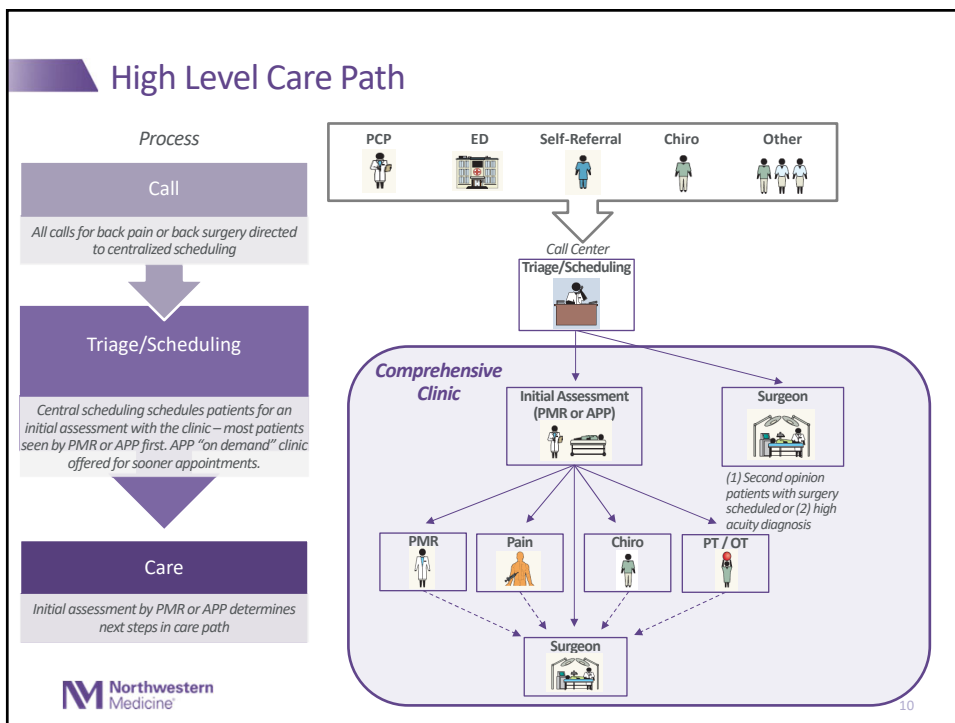 High Level Care Path
Process
Call
All calls for back pain or back surgery directed
to centralized scheduling
Triage/Scheduling
Central scheduling schedules patients for an
initial assessment with the clinic – most patients
seen by PMR or APP first. APP “on demand” clinic
offered for sooner appointments.
Care
Initial assessment by PMR or APP determines
next steps in care path
PCP
ED
Self-Referral
Chiro
Other
Call Center
Triage/Scheduling
Comprehensive
Clinic
Initial Assessment
(PMR or APP)
Surgeon
(1) Second opinion
patients with surgery
scheduled or (2) high
acuity diagnosis
PMR
Pain
Chiro
PT / OT
Surgeon
NM
Northwestern
Medicine®
10